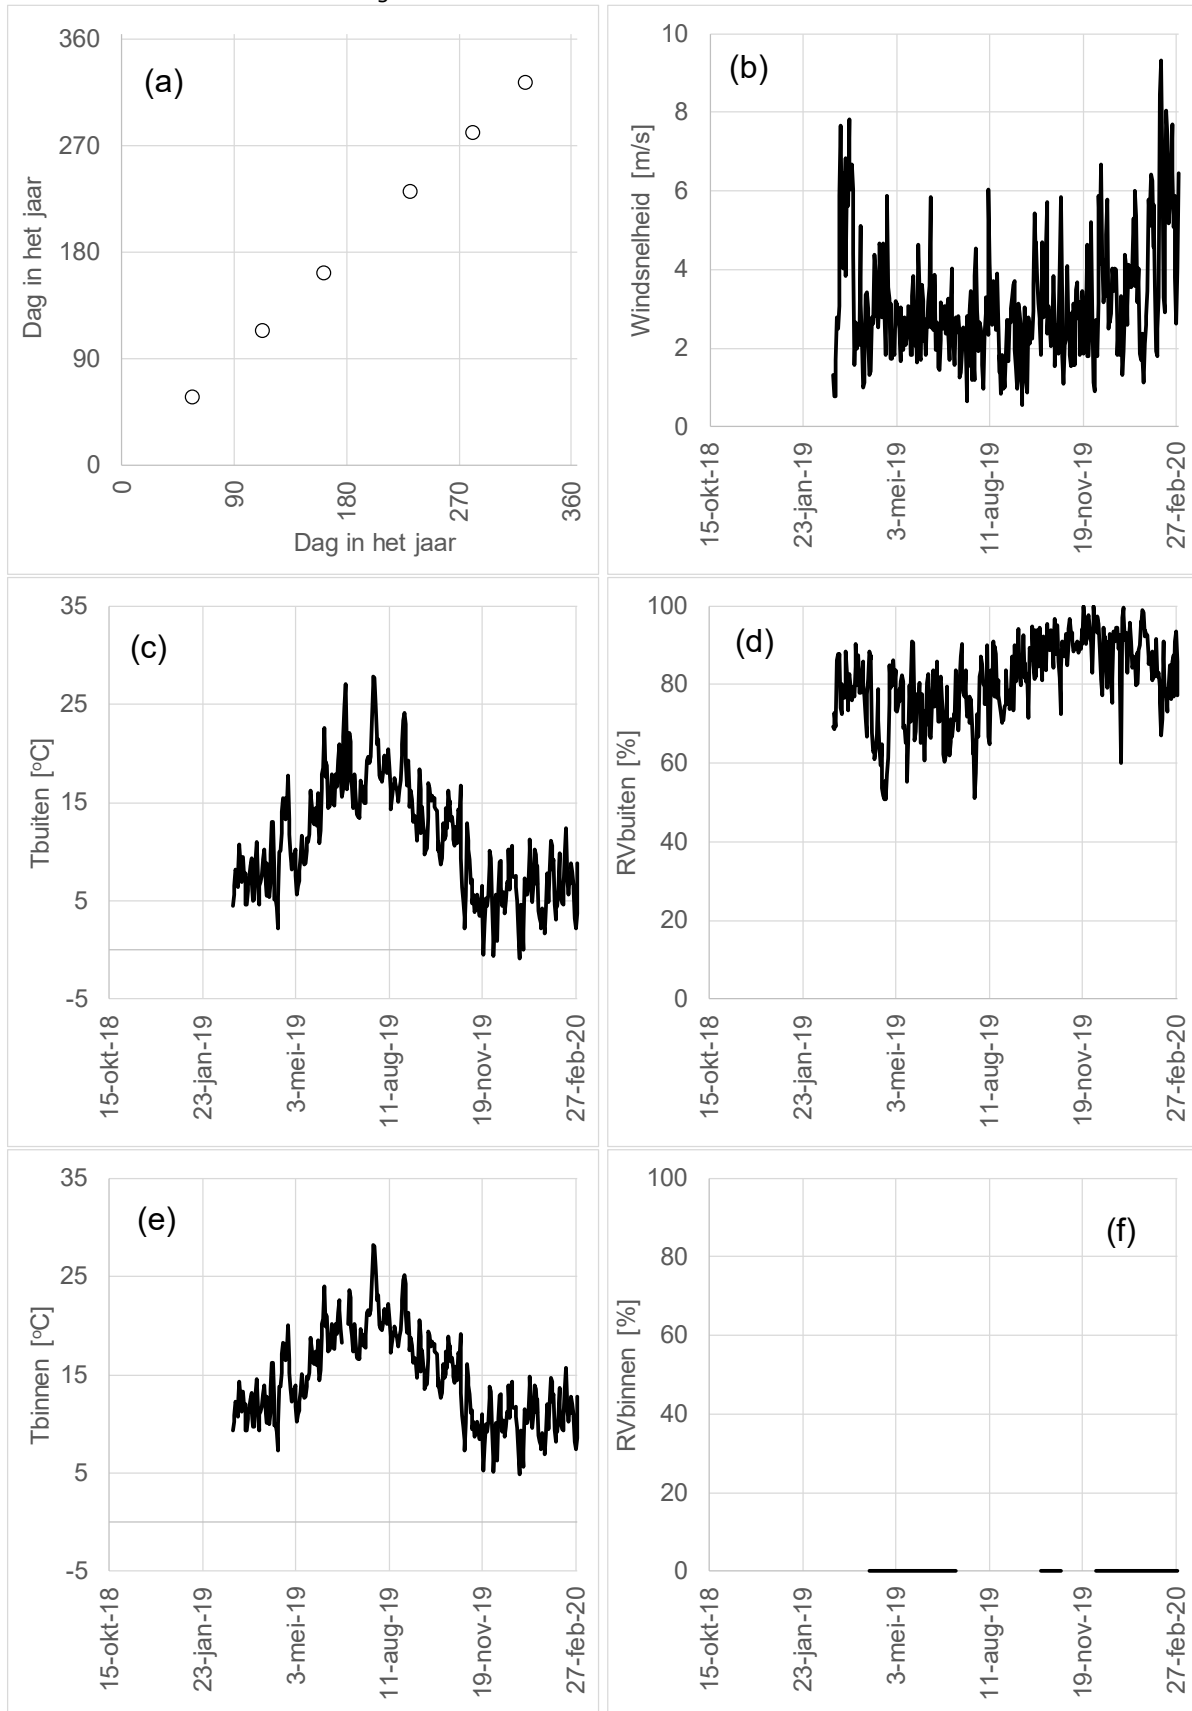 360
270
180
90
0
(a)
Dag in het jaar
0
90
180
270
360
Dag in het jaar
10
8
6
4
2
0
(b)
Windsnelheid [m/s]
15-okt-18
23-jan-19
3-mei-19
11-aug-19
19-nov-19
27-feb-20
35
25
15
5
-5
(c)
Tbuiten [°C]
15-okt-18
23-jan-19
3-mei-19
11-aug-19
19-nov-19
27-feb-20
100
80
60
40
20
0
(d)
RVbuiten [%]
15-okt-18
23-jan-19
3-mei-19
11-aug-19
19-nov-19
27-feb-20
35
25
15
5
-5
(e)
Tbinnen [°C]
15-okt-18
23-jan-19
3-mei-19
11-aug-19
19-nov-19
27-feb-20
100
80
60
40
20
0
(f)
RVbinnen [%]
15-okt-18
23-jan-19
3-mei-19
11-aug-19
19-nov-19
27-feb-20